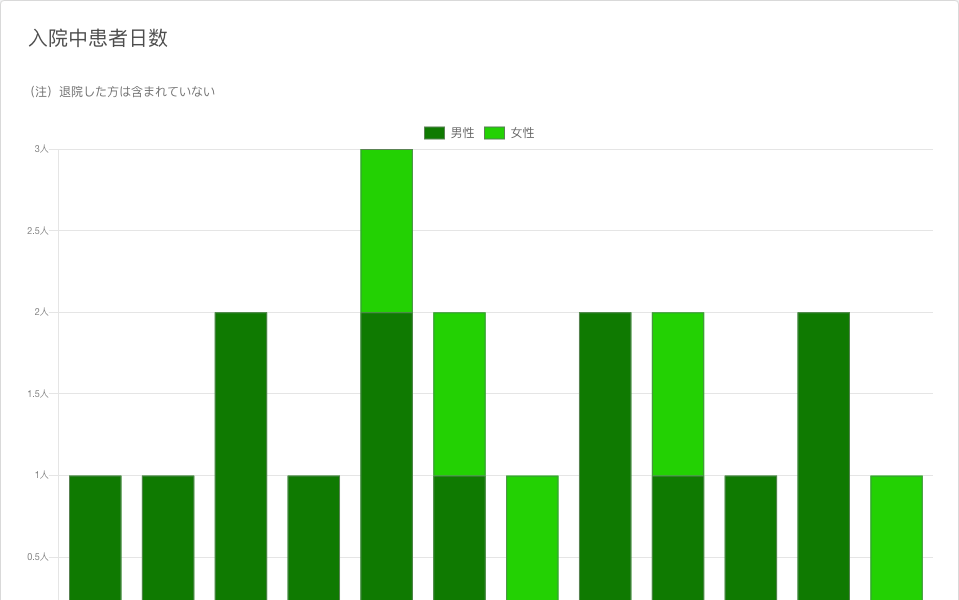 入院中患者日数
（注）退院した方は含まれていない
男性 女性
3人
2.5人
2人
1.5人
1人
0.5人